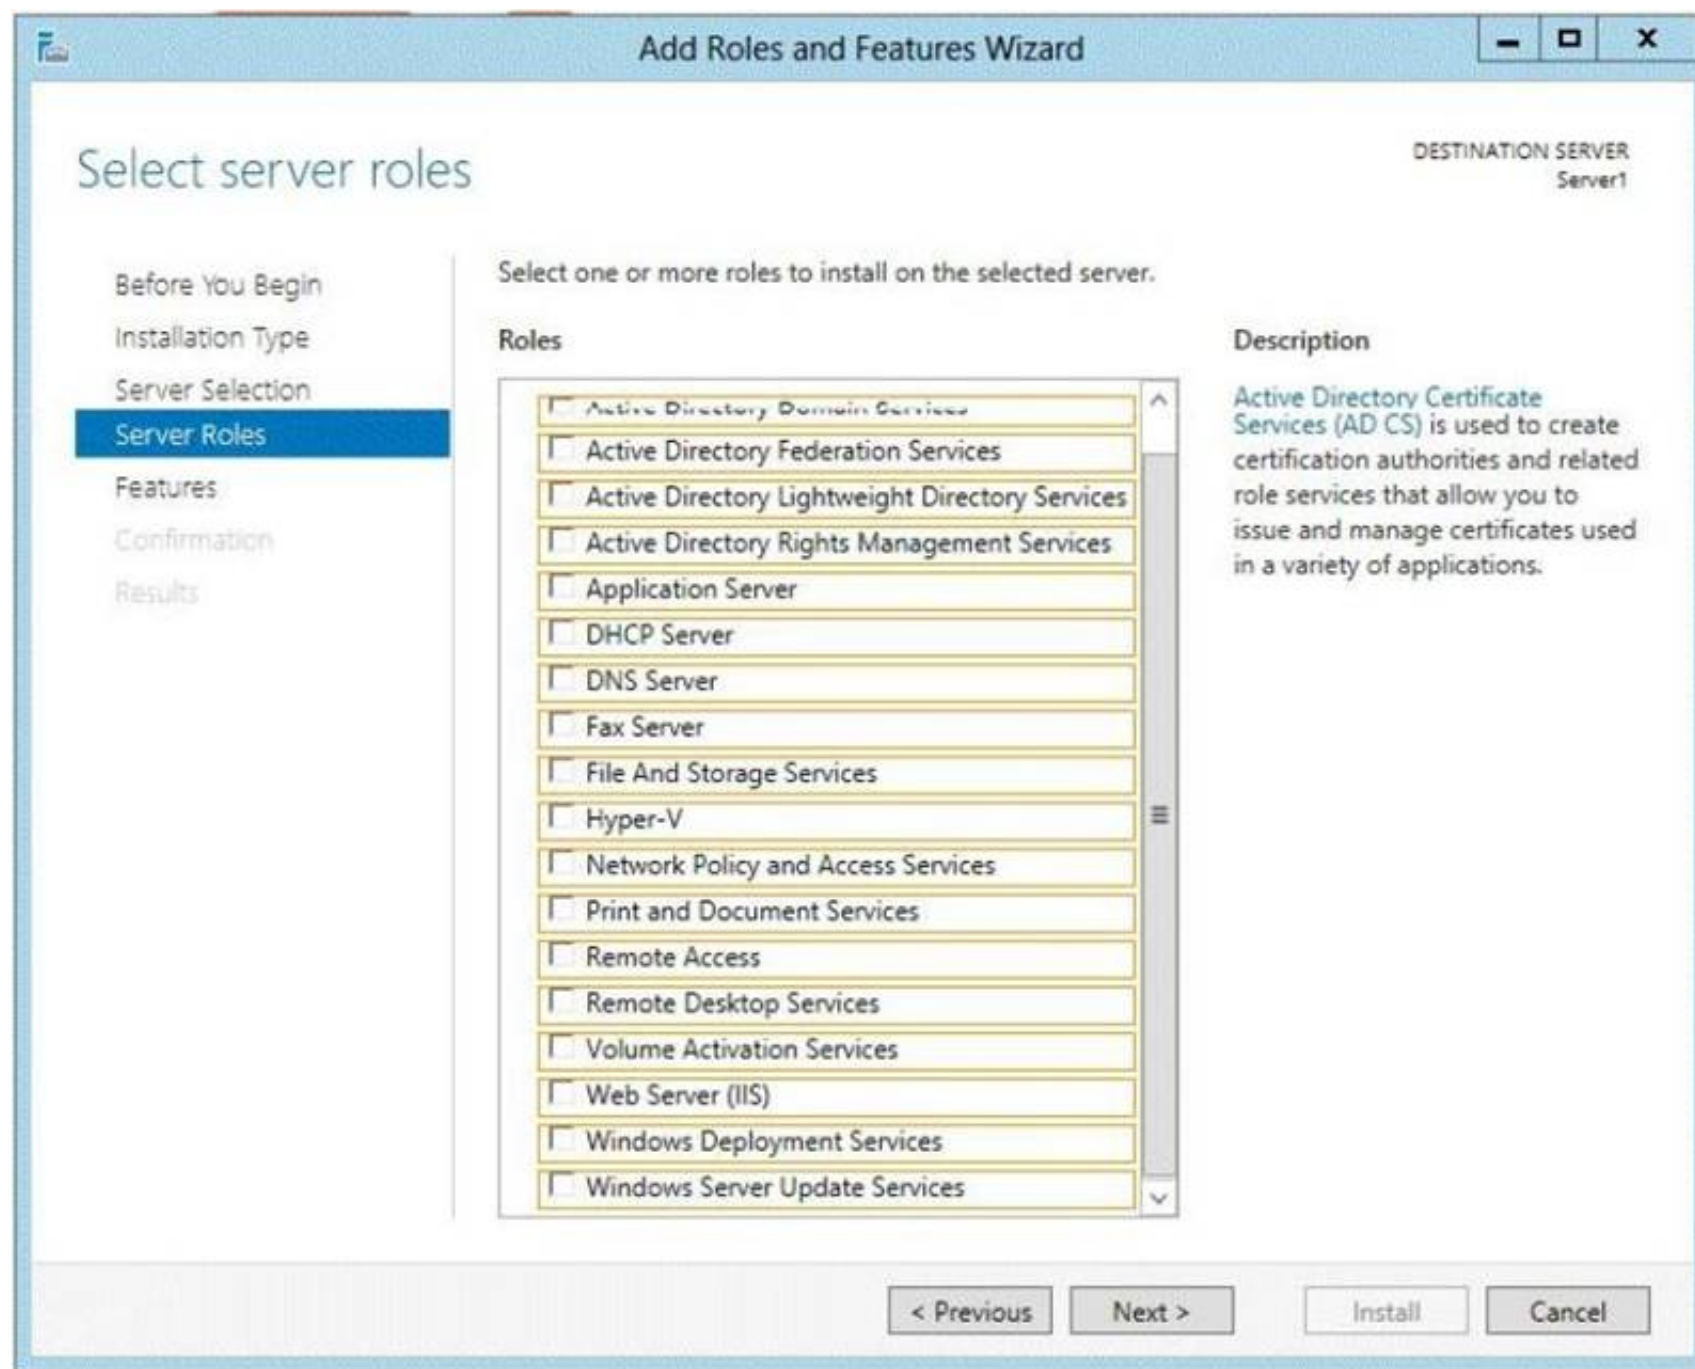 Add Roles and Features Wizard
Select server roles
DESTINATION SERVER
Server1
Before You Begin
Installation Type
Server Selection
Server Roles
Features
Confirmation
Results
Select one or more roles to install on the selected server.
Roles
Active Directory Domain Services
Active Directory Federation Services
Active Directory Lightweight Directory Services
Active Directory Rights Management Services
Application Server
DHCP Server
DNS Server
Fax Server
File And Storage Services
Hyper-V
Network Policy and Access Services
Print and Document Services
Remote Access
Remote Desktop Services
Volume Activation Services
Web Server (IIS)
Windows Deployment Services
Windows Server Update Services
Description
Active Directory Certificate
Services (AD CS) is used to create
certification authorities and related
role services that allow you to
issue and manage certificates used
in a variety of applications.
< Previous
Next >
Install
Cancel